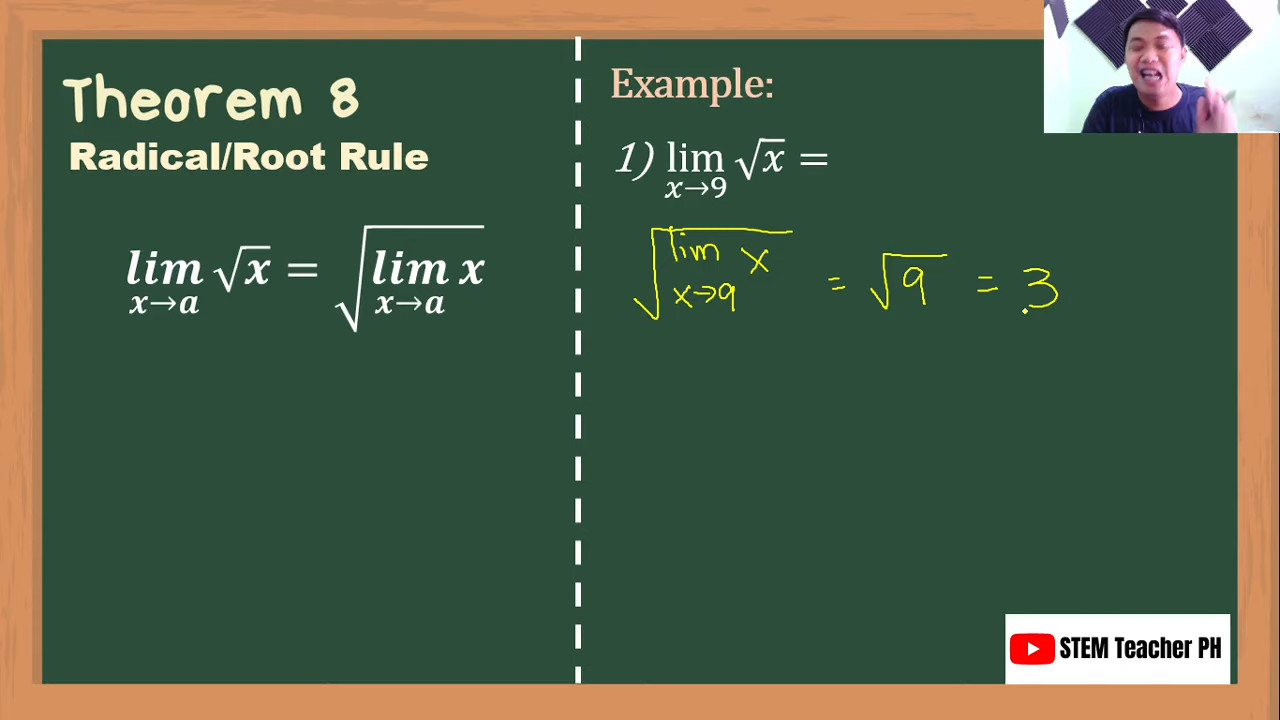 Theorem 8
Radical/Root Rule
lim x→a √x = √(lim x→a x)
Example:
1) lim x→9 √x =
√(lim x→9 x) = √9 = 3
STEM Teacher PH